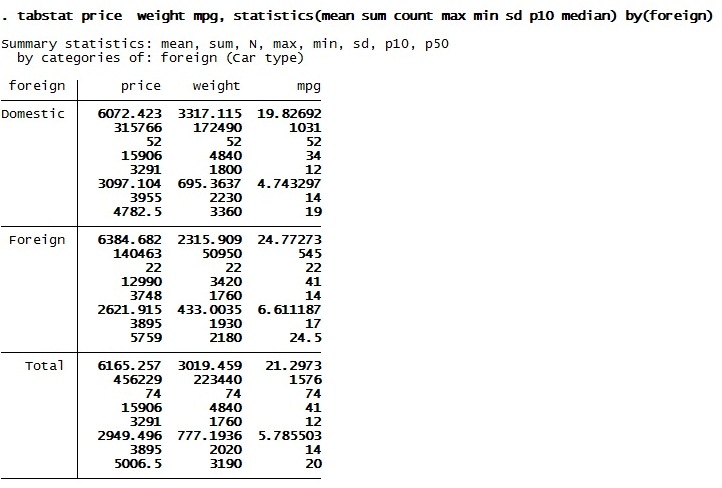 . tabstat price  weight mpg, statistics(mean sum count max min sd p10 median) by(foreign)
Summary statistics: mean, sum, N, max, min, sd, p10, p50
by categories of: foreign (Car type)
foreign price weight mpg
Domestic 6072.423 3317.115 19.82692
315766 172490 1031
52 52 52
15906 4840 34
3291 1800 12
3097.104 695.3637 4.743297
3955 2230 14
4782.5 3360 19
Foreign 6384.682 2315.909 24.77273
140463 50950 545
22 22 22
12990 3420 41
3748 1760 14
2621.915 433.0035 6.611187
3895 1930 17
5759 2180 24.5
Total 6165.257 3019.459 21.2973
456229 223440 1576
74 74 74
15906 4840 41
3291 1760 12
2949.496 777.1936 5.785503
3895 2020 14
5006.5 3190 20